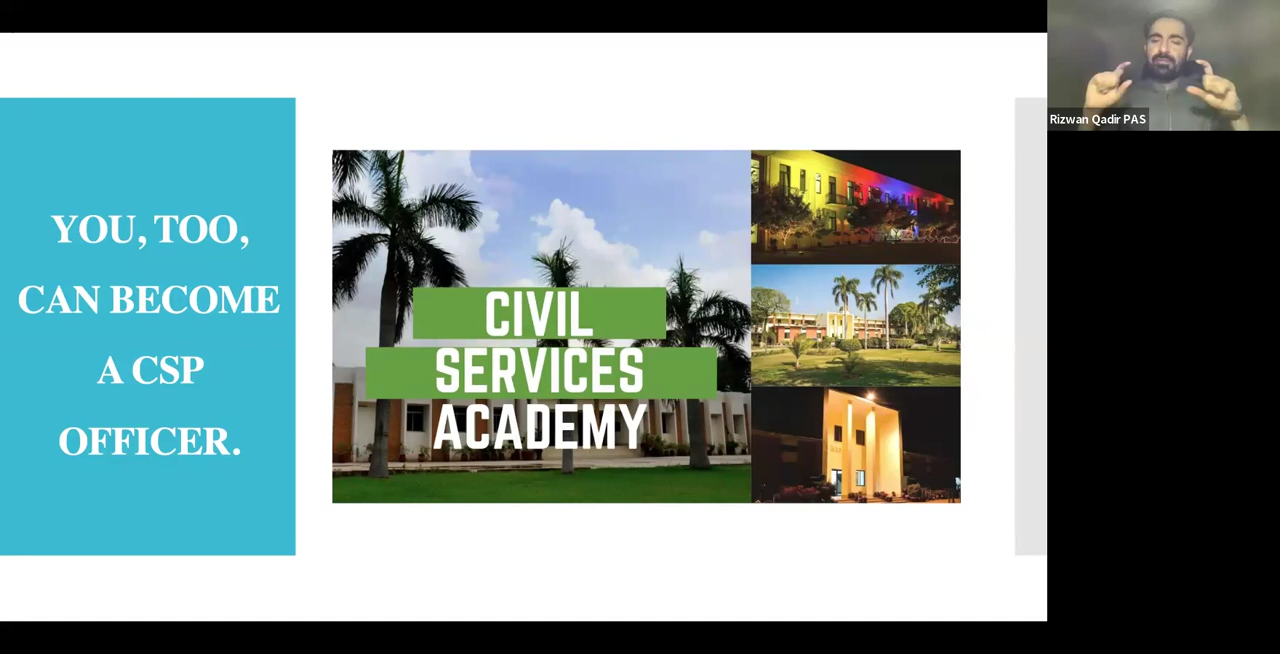 YOU, TOO,
CAN BECOME
A CSP
OFFICER.
CIVIL
SERVICES
ACADEMY
Rizwan Qadir PAS